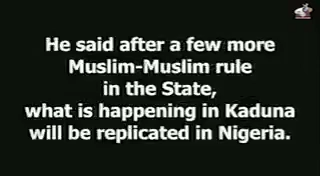 He said after a few more
Muslim-Muslim rule
in the State,
what is happening in Kaduna
will be replicated in Nigeria.